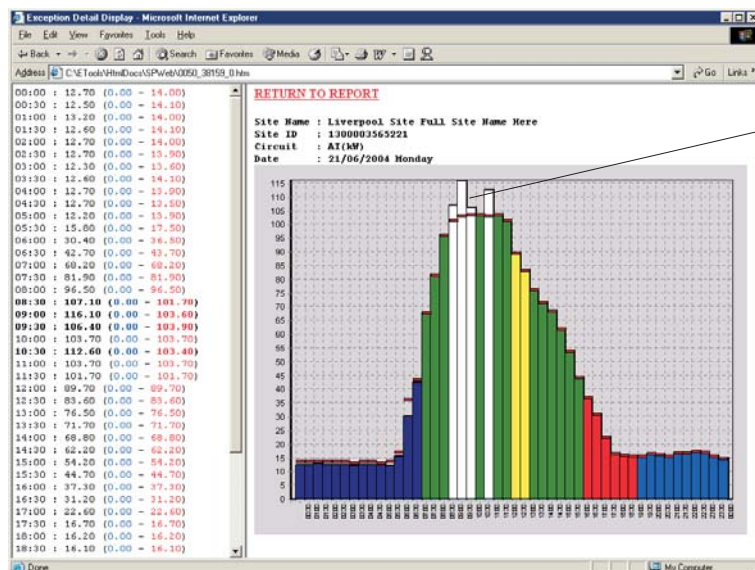 Exception Detail Display - Microsoft Internet Explorer
File Edit View Favorites Tools Help
Back Search Favorites Media
Address C:\ETools\HtmlDocs\SPWeb\0050_38159_0.htm Go Links
00:00 : 12.70 (0.00 - 14.00)
00:30 : 12.50 (0.00 - 14.10)
01:00 : 13.20 (0.00 - 14.00)
01:30 : 12.60 (0.00 - 14.10)
02:00 : 12.70 (0.00 - 14.00)
02:30 : 12.70 (0.00 - 13.90)
03:00 : 12.30 (0.00 - 13.60)
03:30 : 12.60 (0.00 - 14.10)
04:00 : 12.70 (0.00 - 13.90)
04:30 : 12.70 (0.00 - 13.50)
05:00 : 12.20 (0.00 - 13.90)
05:30 : 15.80 (0.00 - 17.50)
06:00 : 30.40 (0.00 - 36.50)
06:30 : 42.70 (0.00 - 43.70)
07:00 : 68.20 (0.00 - 68.20)
07:30 : 81.90 (0.00 - 81.90)
08:00 : 96.50 (0.00 - 96.50)
08:30 : 107.10 (0.00 - 101.70)
09:00 : 116.10 (0.00 - 103.60)
09:30 : 106.40 (0.00 - 103.90)
10:00 : 103.70 (0.00 - 103.70)
10:30 : 112.60 (0.00 - 103.40)
11:00 : 103.70 (0.00 - 103.70)
11:30 : 101.70 (0.00 - 101.70)
12:00 : 89.70 (0.00 - 89.70)
12:30 : 83.60 (0.00 - 83.60)
13:00 : 76.50 (0.00 - 76.50)
13:30 : 71.70 (0.00 - 71.70)
14:00 : 68.80 (0.00 - 68.80)
14:30 : 62.20 (0.00 - 62.20)
15:00 : 54.20 (0.00 - 54.20)
15:30 : 44.70 (0.00 - 44.70)
16:00 : 37.30 (0.00 - 37.30)
16:30 : 31.20 (0.00 - 31.20)
17:00 : 22.60 (0.00 - 22.60)
17:30 : 16.70 (0.00 - 16.70)
18:00 : 16.20 (0.00 - 16.20)
18:30 : 16.10 (0.00 - 16.10)
RETURN TO REPORT
Site Name : Liverpool Site Full Site Name Here
Site ID : 1300003565221
Circuit : AI(kW)
Date : 21/06/2004 Monday
115
110
105
100
95
90
85
80
75
70
65
60
55
50
45
40
35
30
25
20
15
10
5
0
Done My Computer